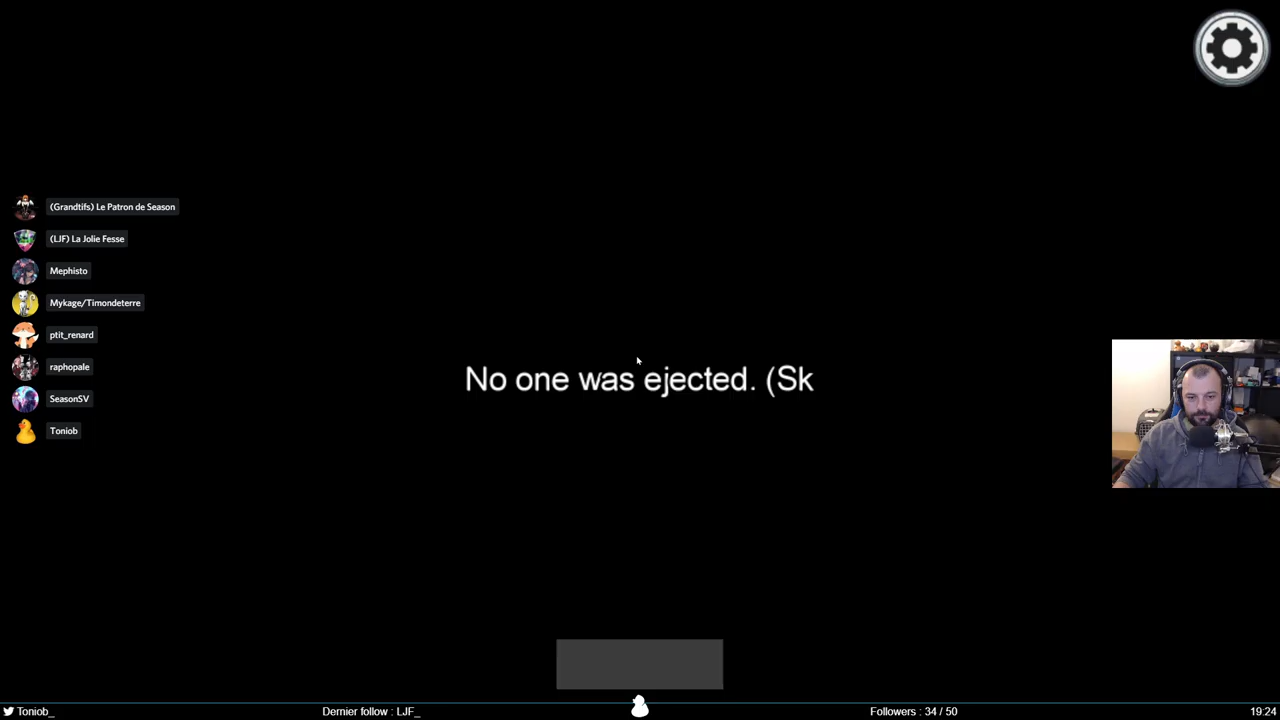 (Grandtifs) Le Patron de Season
(LJF) La Jolie Fesse
Mephisto
Mykage/Timondeterre
ptit_renard
raphopale
No one was ejected. (Sk
SeasonSV
Toniob
Toniob_
Dernier follow : LJF_
Followers : 34 / 50
19:24